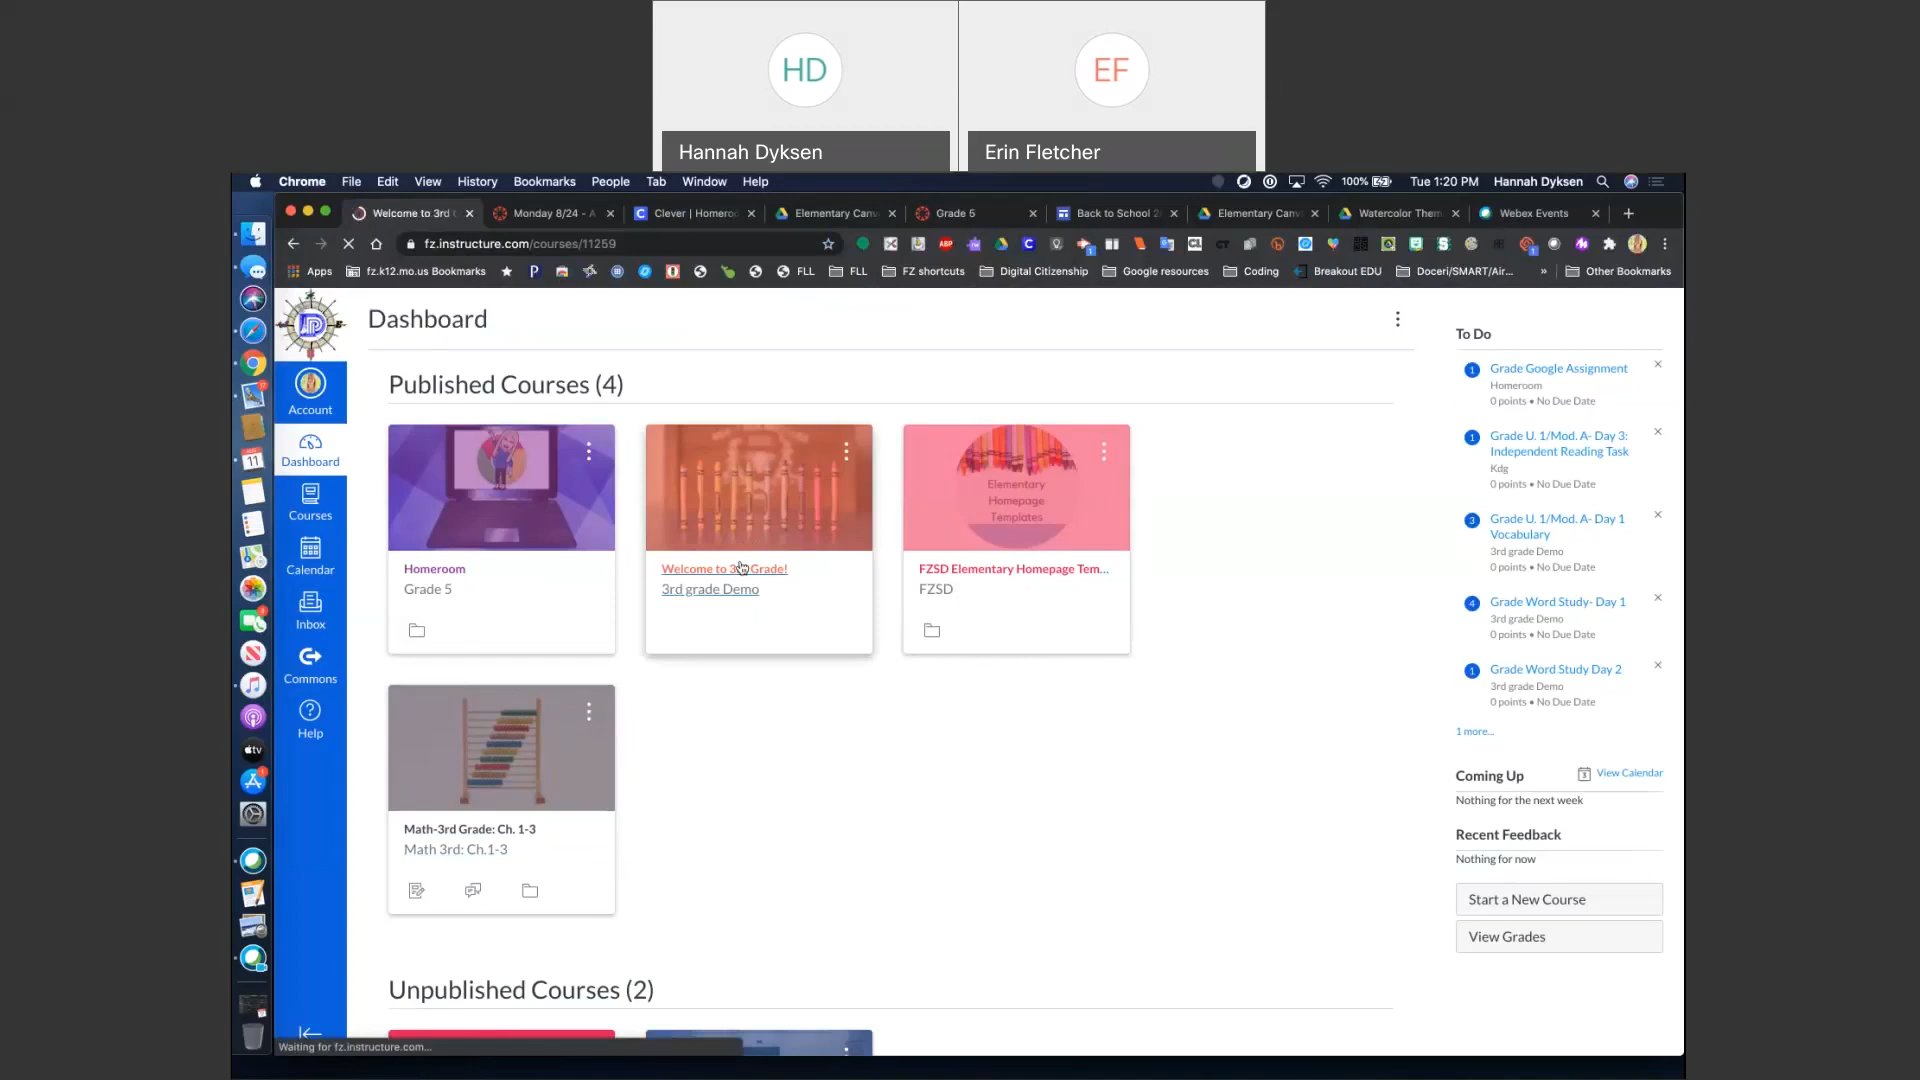 HD
EF
Hannah Dyksen
Erin Fletcher
Chrome File Edit View History Bookmarks People Tab Window Help
100% Tue 1:20 PM Hannah Dyksen
Welcome to 3rd
Monday 8/24 - A
Clever | Homeroo
Elementary Canv
Grade 5
Back to School 2
Elementary Canv
Watercolor Them
Webex Events
fz.instructure.com/courses/11259
Apps
fz.k12.mo.us Bookmarks
FLL
FLL
FZ shortcuts
Digital Citizenship
Google resources
Coding
Breakout EDU
Doceri/SMART/Air...
»
Other Bookmarks
Account
Dashboard
Courses
Calendar
Inbox
Commons
Help
Dashboard
Published Courses (4)
Homeroom
Grade 5
Welcome to 3rd Grade!
3rd grade Demo
Elementary
Homepage
Templates
FZSD Elementary Homepage Tem...
FZSD
Math-3rd Grade: Ch. 1-3
Math 3rd: Ch.1-3
Unpublished Courses (2)
To Do
1 Grade Google Assignment
Homeroom
0 points • No Due Date
1 Grade U. 1/Mod. A- Day 3:
Independent Reading Task
Kdg
0 points • No Due Date
3 Grade U. 1/Mod. A- Day 1
Vocabulary
3rd grade Demo
0 points • No Due Date
4 Grade Word Study- Day 1
3rd grade Demo
0 points • No Due Date
1 Grade Word Study Day 2
3rd grade Demo
0 points • No Due Date
1 more...
Coming Up
View Calendar
Nothing for the next week
Recent Feedback
Nothing for now
Start a New Course
View Grades
Waiting for fz.instructure.com...